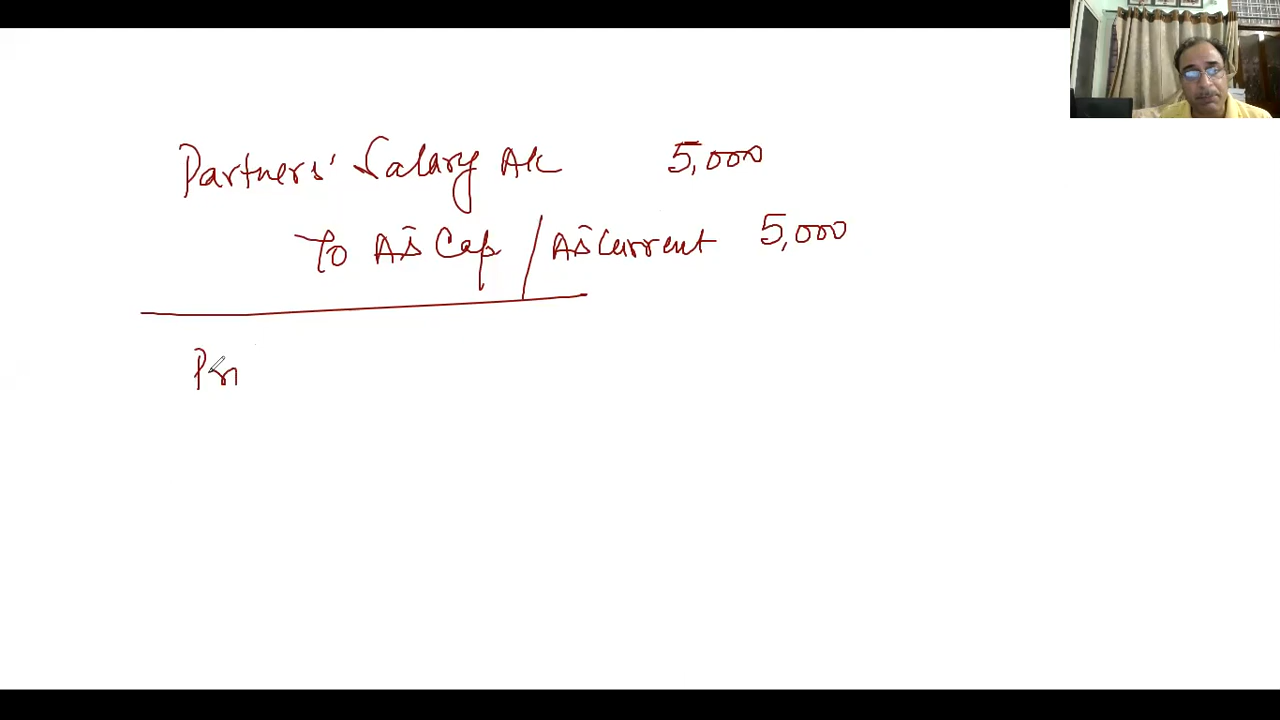 Partners' Salary A/c 5,000
To A's Cap / A's Current 5,000